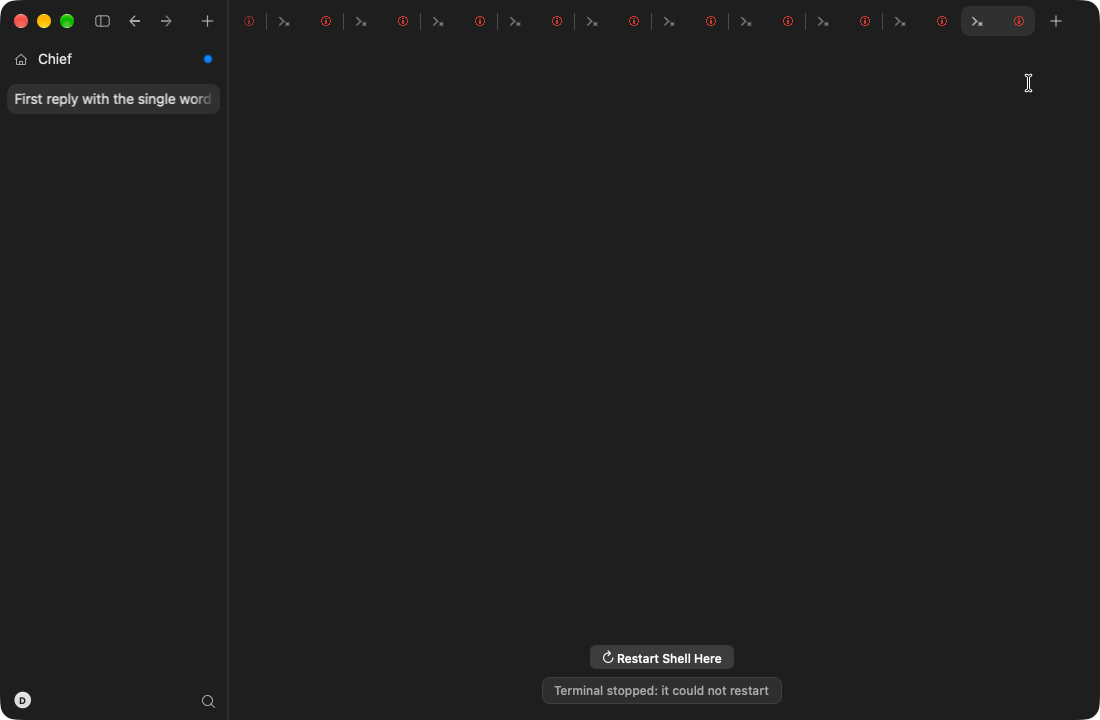 Chief
First reply with the single word
Restart Shell Here
Terminal stopped: it could not restart
D